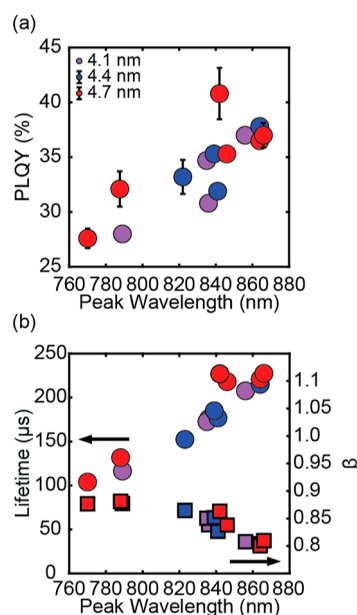 (a)
45
40
35
30
25
PLQY (%)
4.1 nm
4.4 nm
4.7 nm
760 780 800 820 840 860 880
Peak Wavelength (nm)
(b)
250
200
150
100
50
0
Lifetime (µs)
1.1
1.05
1.0
0.95
0.9
0.85
0.8
β
760 780 800 820 840 860 880
Peak Wavelength (nm)